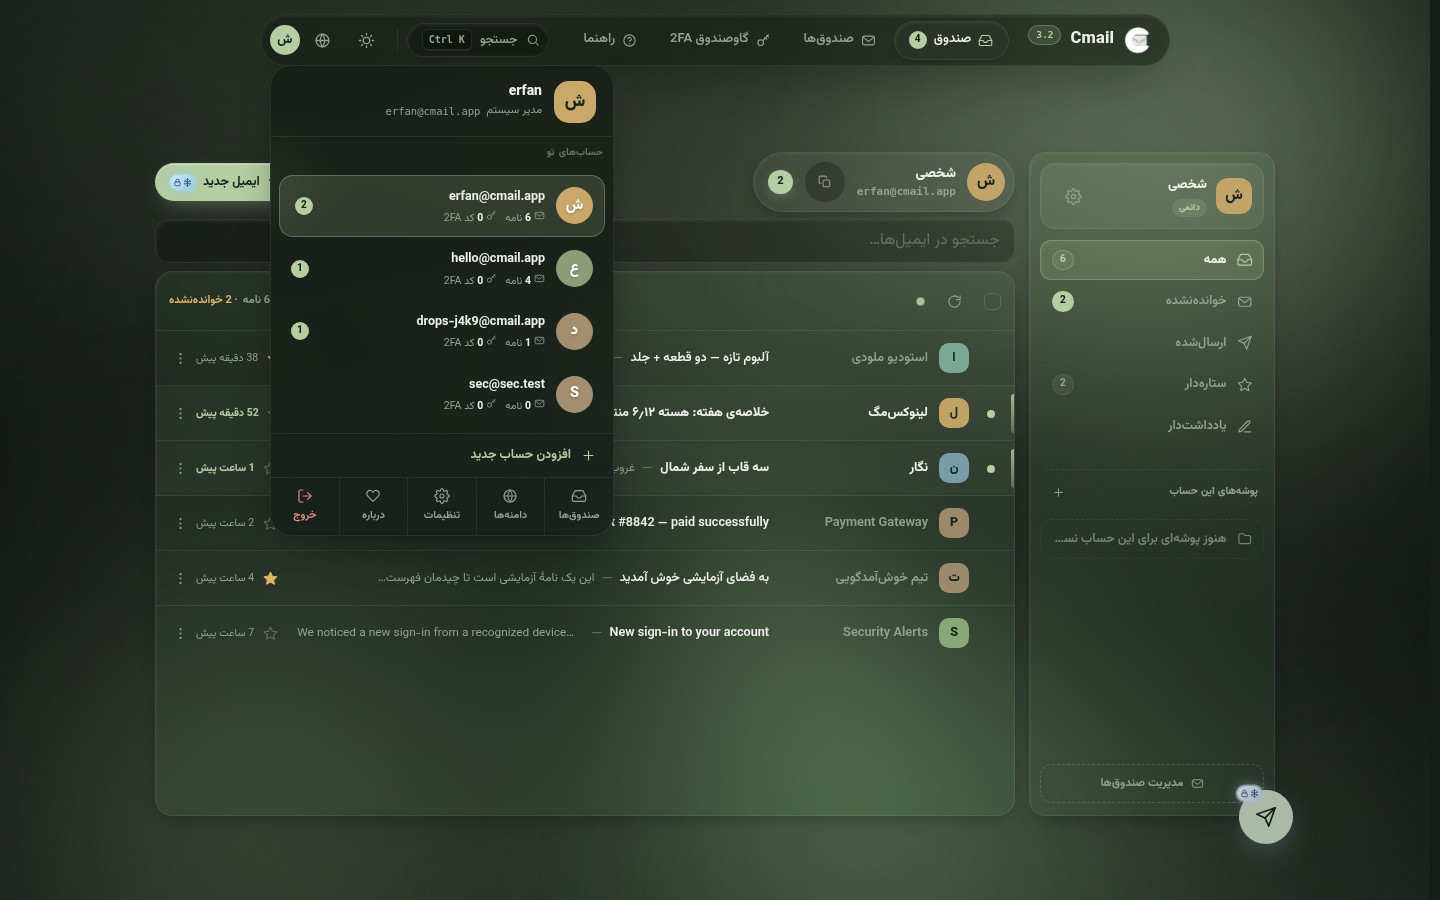 Cmail 3.2
صندوق 4
صندوق‌ها
گاوصندوق 2FA
راهنما
جستجو Ctrl K
ش
ش
erfan
مدیر سیستم erfan@cmail.app
حساب‌های تو
ش
erfan@cmail.app
6 نامه 0 کد 2FA
2
ع
hello@cmail.app
4 نامه 0 کد 2FA
1
د
drops-j4k9@cmail.app
1 نامه 0 کد 2FA
1
S
sec@sec.test
0 نامه 0 کد 2FA
افزودن حساب جدید
صندوق‌ها
دامنه‌ها
تنظیمات
درباره
خروج
ش
شخصی
دائمی
همه 6
خوانده‌نشده 2
ارسال‌شده
ستاره‌دار 2
یادداشت‌دار
پوشه‌های این حساب
هنوز پوشه‌ای برای این حساب نس...
مدیریت صندوق‌ها
ش
شخصی
erfan@cmail.app
2
ایمیل جدید
جستجو در ایمیل‌ها...
6 نامه · 2 خوانده‌نشده
ا استودیو ملودی آلبوم تازه — دو قطعه + جلد — 38 دقیقه پیش
ل لینوکس‌مگ خلاصه‌ی هفته: هسته ۶٫۱۲ 52 دقیقه پیش
ن نگار سه قاب از سفر شمال — 1 ساعت پیش
P Payment Gateway #8842 — paid successfully 2 ساعت پیش
ت تیم خوش‌آمدگویی به فضای آزمایشی خوش آمدید — این یک نامهٔ آزمایشی است تا چیدمان فهرست... 4 ساعت پیش
S Security Alerts New sign-in to your account — We noticed a new sign-in from a recognized device... 7 ساعت پیش